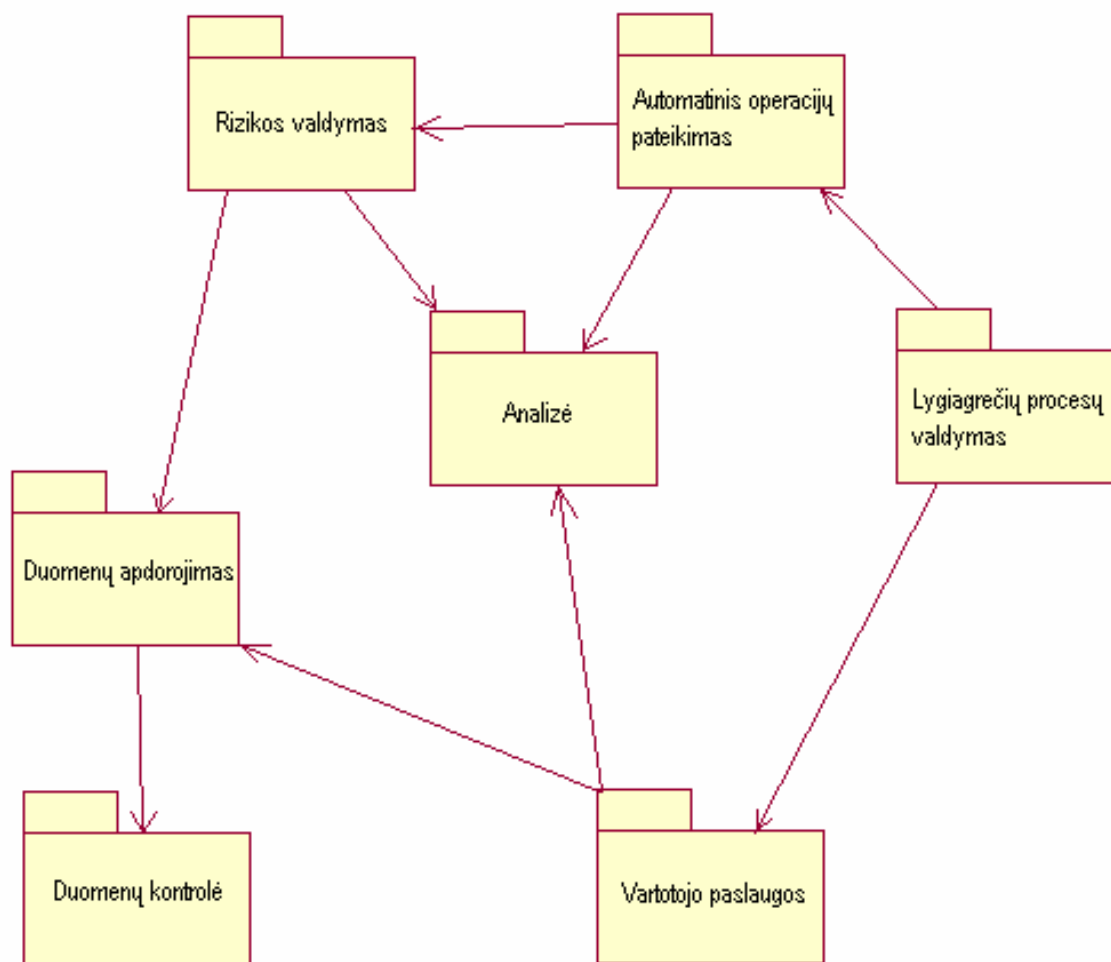 Rizikos valdymas
Automatinis operacijų
pateikimas
Analizė
Lygiagrečių procesų
valdymas
Duomenų apdorojimas
Duomenų kontrolė
Vartotojo paslaugos